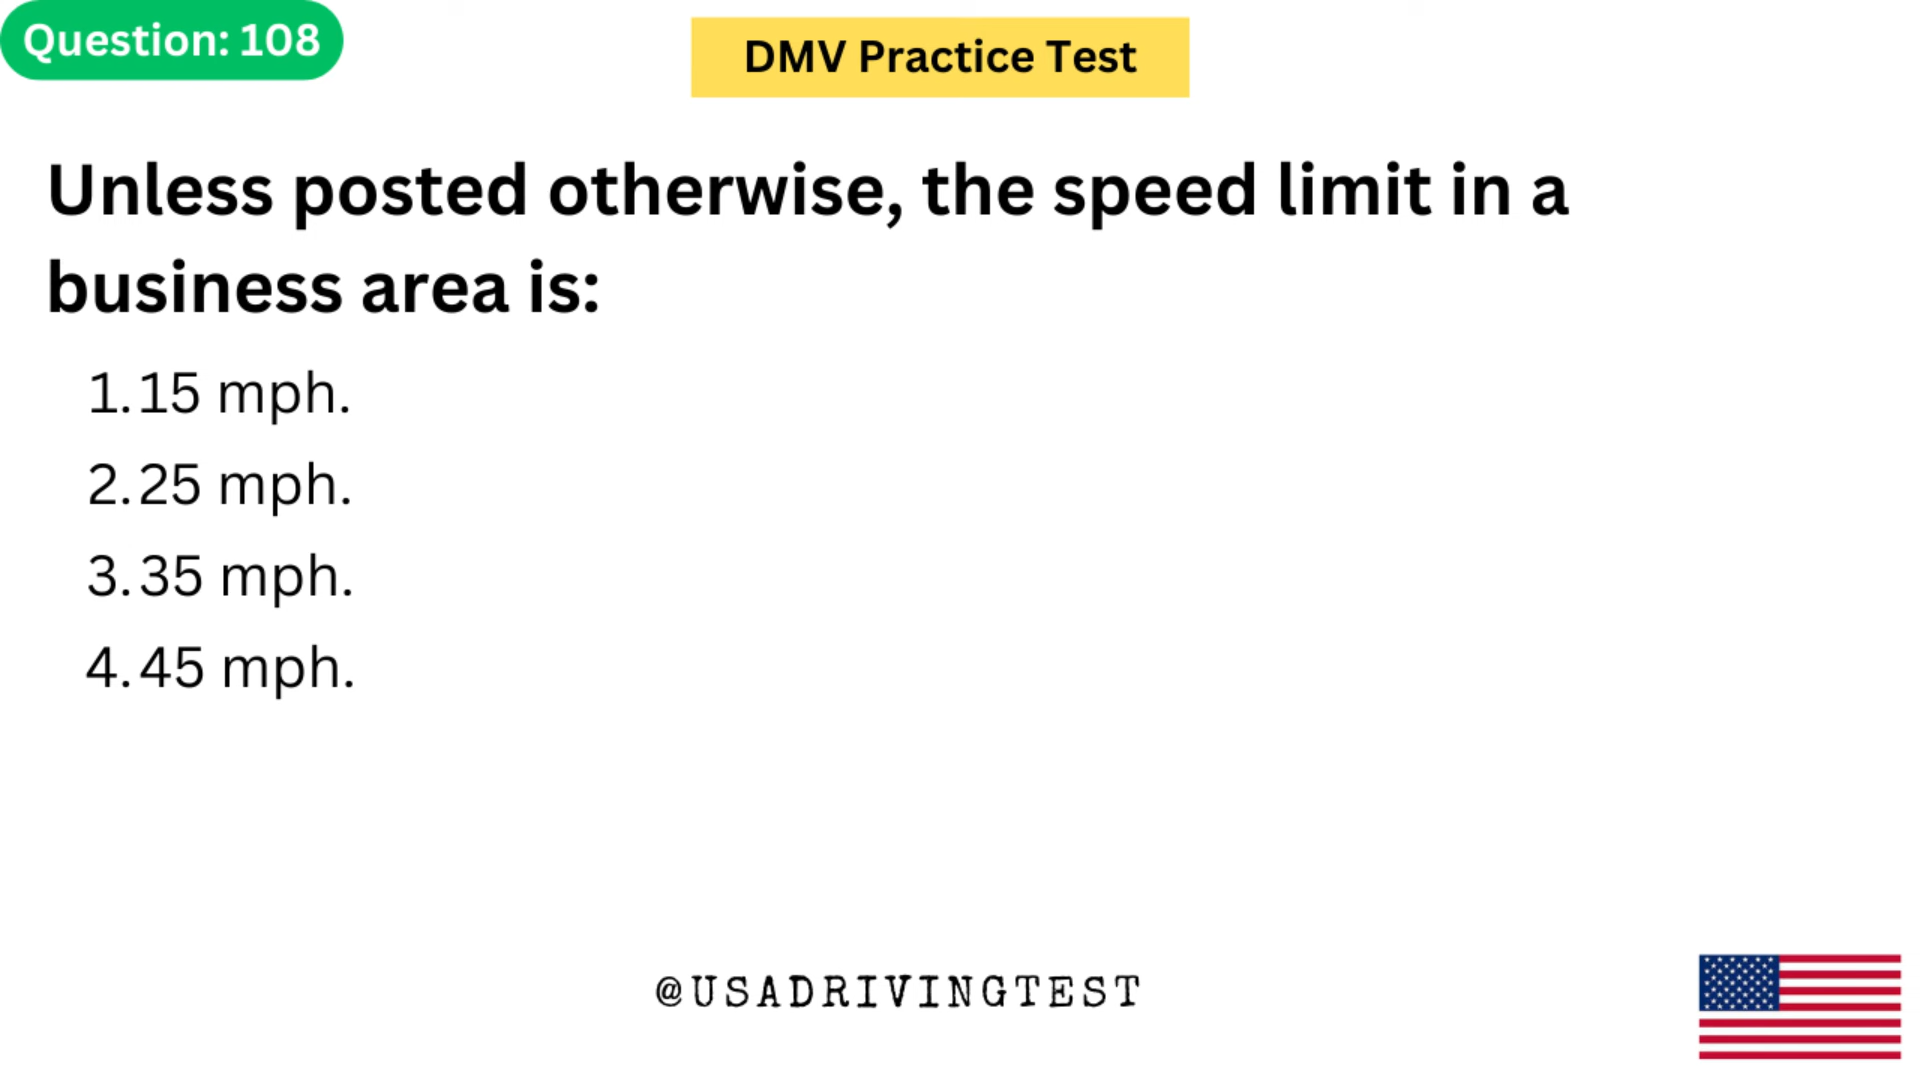 Question: 108
DMV Practice Test
Unless posted otherwise, the speed limit in a
business area is:
1. 15 mph.
2. 25 mph.
3. 35 mph.
4. 45 mph.
@USADRIVINGTEST